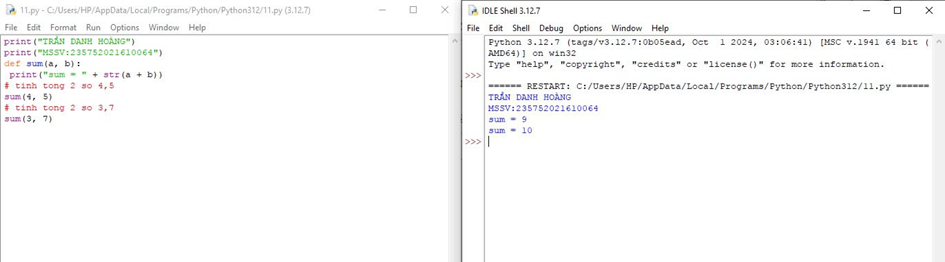 11.py - C:/Users/HP/AppData/Local/Programs/Python/Python312/11.py (3.12.7)
File Edit Format Run Options Window Help
print("TRẦN DANH HOÀNG")
print("MSSV:235752021610064")
def sum(a, b):
 print("sum = " + str(a + b))
# tinh tong 2 so 4,5
sum(4, 5)
# tinh tong 2 so 3,7
sum(3, 7)
IDLE Shell 3.12.7
File Edit Shell Debug Options Window Help
Python 3.12.7 (tags/v3.12.7:0b05ead, Oct 1 2024, 03:06:41) [MSC v.1941 64 bit (
AMD64)] on win32
Type "help", "copyright", "credits" or "license()" for more information.
>>>
====== RESTART: C:/Users/HP/AppData/Local/Programs/Python/Python312/11.py ======
TRẦN DANH HOÀNG
MSSV:235752021610064
sum = 9
sum = 10
>>>